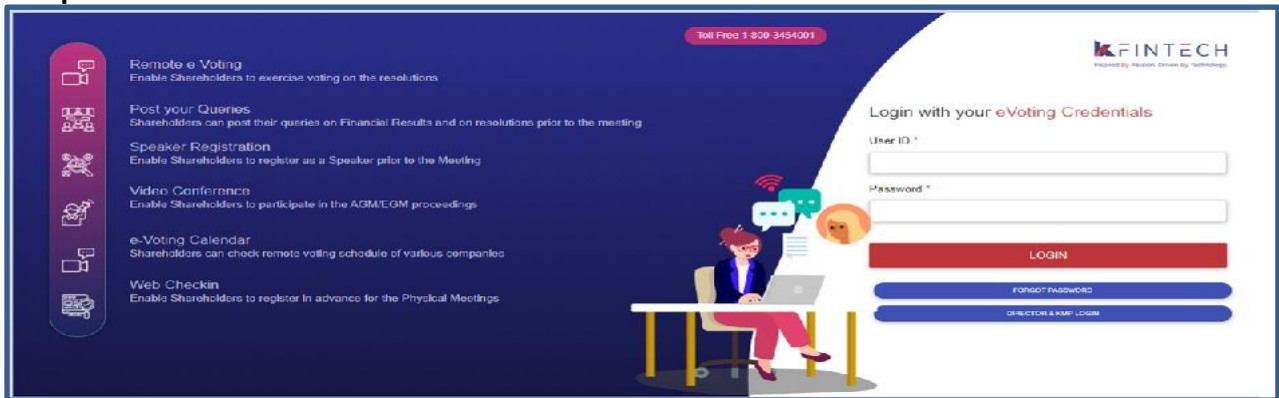 Toll Free 1-800-3454001
Remote e Voting
Enable Shareholders to exercise voting on the resolutions
Post your Queries
Shareholders can post their queries on Financial Results and on resolutions prior to the meeting
Speaker Registration
Enable Shareholders to register as a Speaker prior to the Meeting
Video Conference
Enable Shareholders to participate in the AGM/EGM proceedings
e-Voting Calendar
Shareholders can check remote voting schedule of various companies
Web Checkin
Enable Shareholders to register in advance for the Physical Meetings
KFINTECH
Login with your eVoting Credentials
User ID *
Password *
LOGIN
FORGOT PASSWORD
DIRECTOR & KMP LOGIN